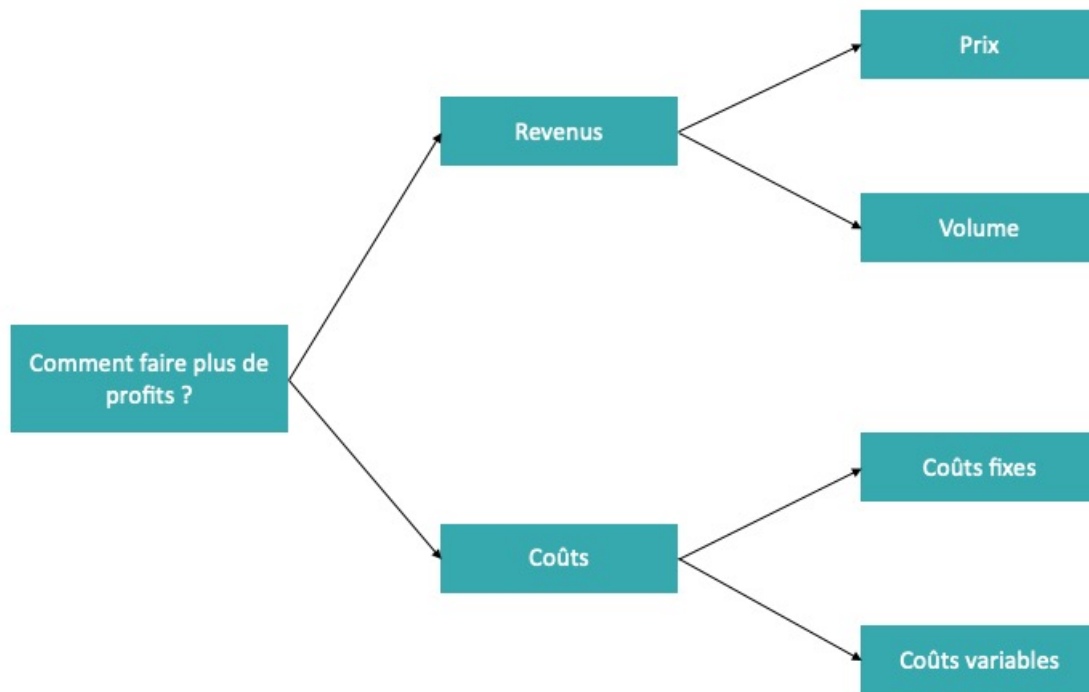 Prix
Revenus
Volume
Comment faire plus de
profits ?
Coûts fixes
Coûts
Coûts variables